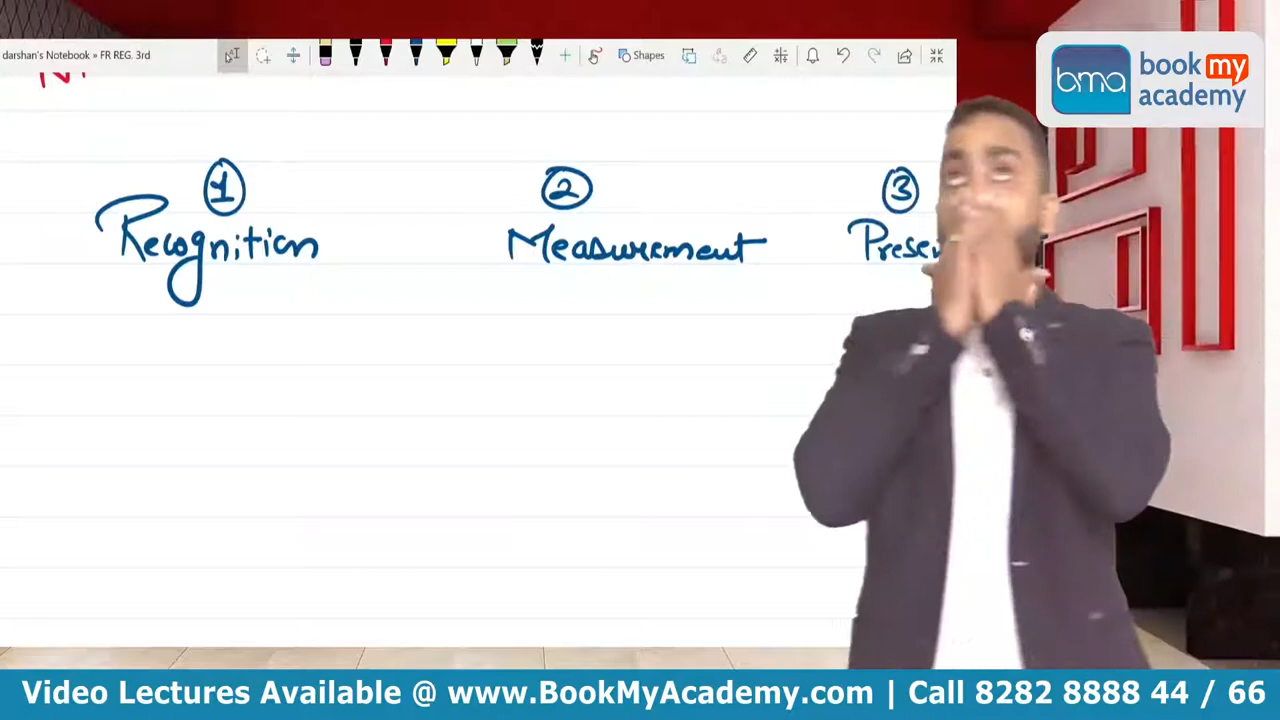 darshan's Notebook » FR REG. 3rd
Shapes
bma book my academy
1 2 3
Recognition Measurement Presen
Video Lectures Available @ www.BookMyAcademy.com | Call 8282 8888 44 / 66